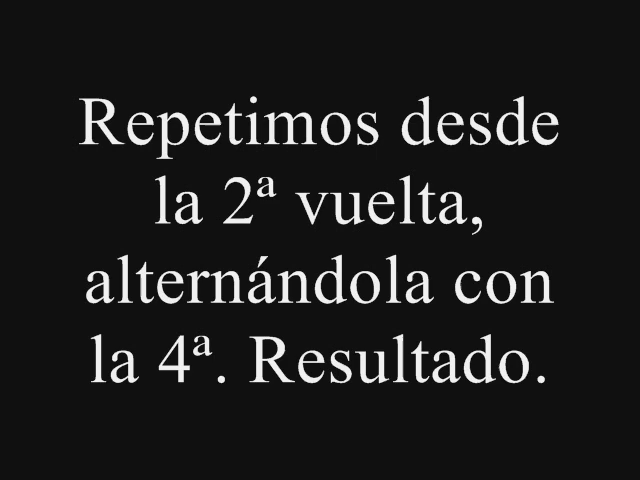 Repetimos desde
la 2ª vuelta,
alternándola con
la 4ª. Resultado.